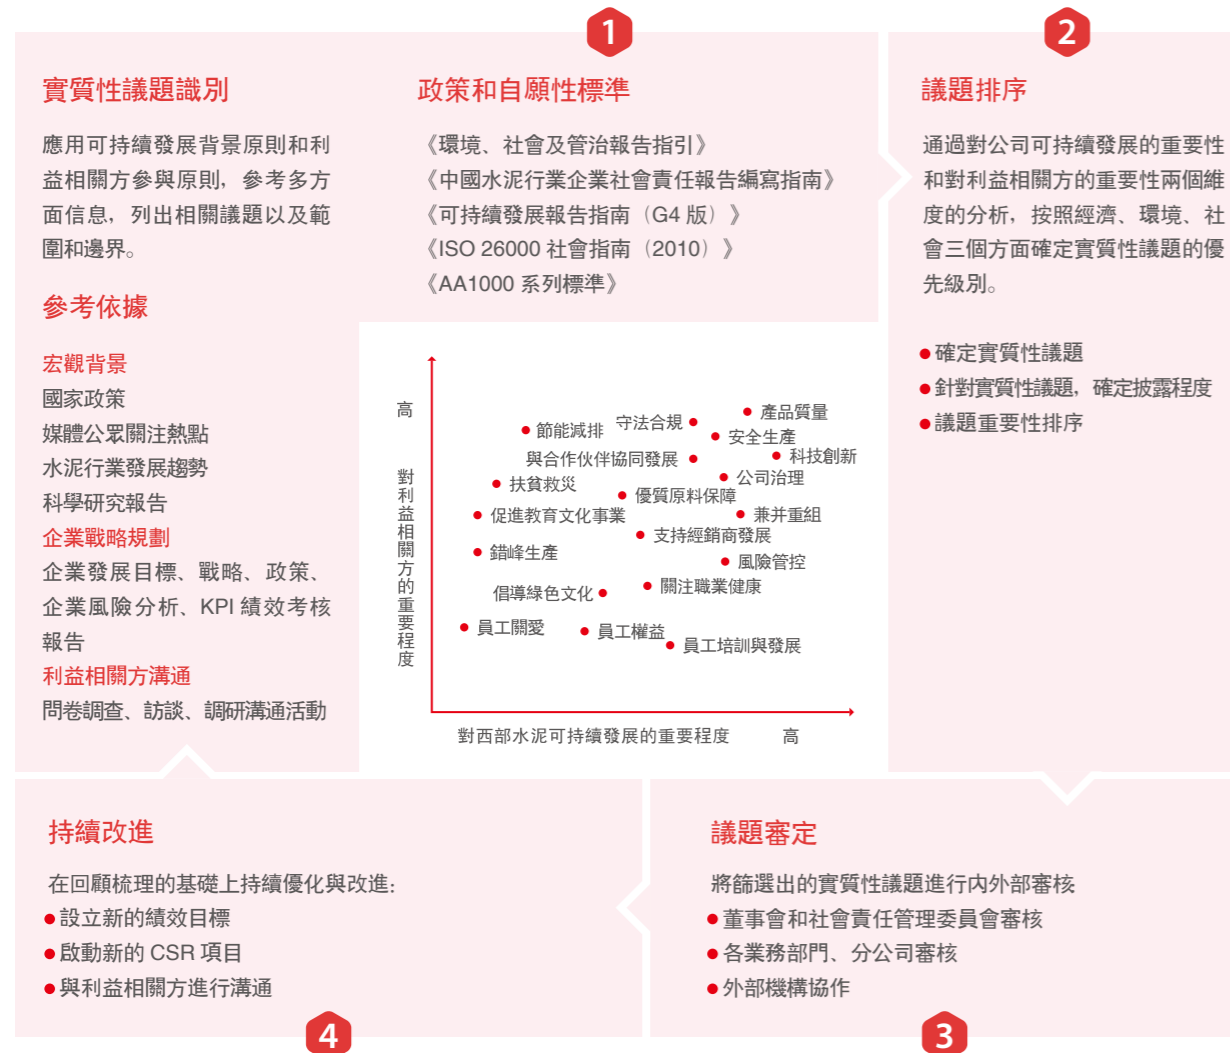 1
2
實質性議題識別
應用可持續發展背景原則和利
益相關方參與原則，參考多方
面信息，列出相關議題以及範
圍和邊界。
參考依據
宏觀背景
國家政策
媒體公眾關注熱點
水泥行業發展趨勢
科學研究報告
企業戰略規劃
企業發展目標、戰略、政策、
企業風險分析、KPI 績效考核
報告
利益相關方溝通
問卷調查、訪談、調研溝通活動
政策和自願性標準
《環境、社會及管治報告指引》
《中國水泥行業企業社會責任報告編寫指南》
《可持續發展報告指南（G4 版）》
《ISO 26000 社會指南（2010）》
《AA1000 系列標準》
高
對利益相關方的重要程度
產品質量
守法合規
節能減排
安全生產
與合作伙伴協同發展
科技創新
公司治理
扶貧救災
優質原料保障
促進教育文化事業
兼并重組
支持經銷商發展
錯峰生產
風險管控
關注職業健康
倡導綠色文化
員工關愛
員工權益
員工培訓與發展
對西部水泥可持續發展的重要程度
高
議題排序
通過對公司可持續發展的重要性
和對利益相關方的重要性兩個維
度的分析，按照經濟、環境、社
會三個方面確定實質性議題的優
先級別。
●確定實質性議題
●針對實質性議題，確定披露程度
●議題重要性排序
持續改進
在回顧梳理的基礎上持續優化與改進：
●設立新的績效目標
●啟動新的 CSR 項目
●與利益相關方進行溝通
4
議題審定
將篩選出的實質性議題進行內外部審核
●董事會和社會責任管理委員會審核
●各業務部門、分公司審核
●外部機構協作
3